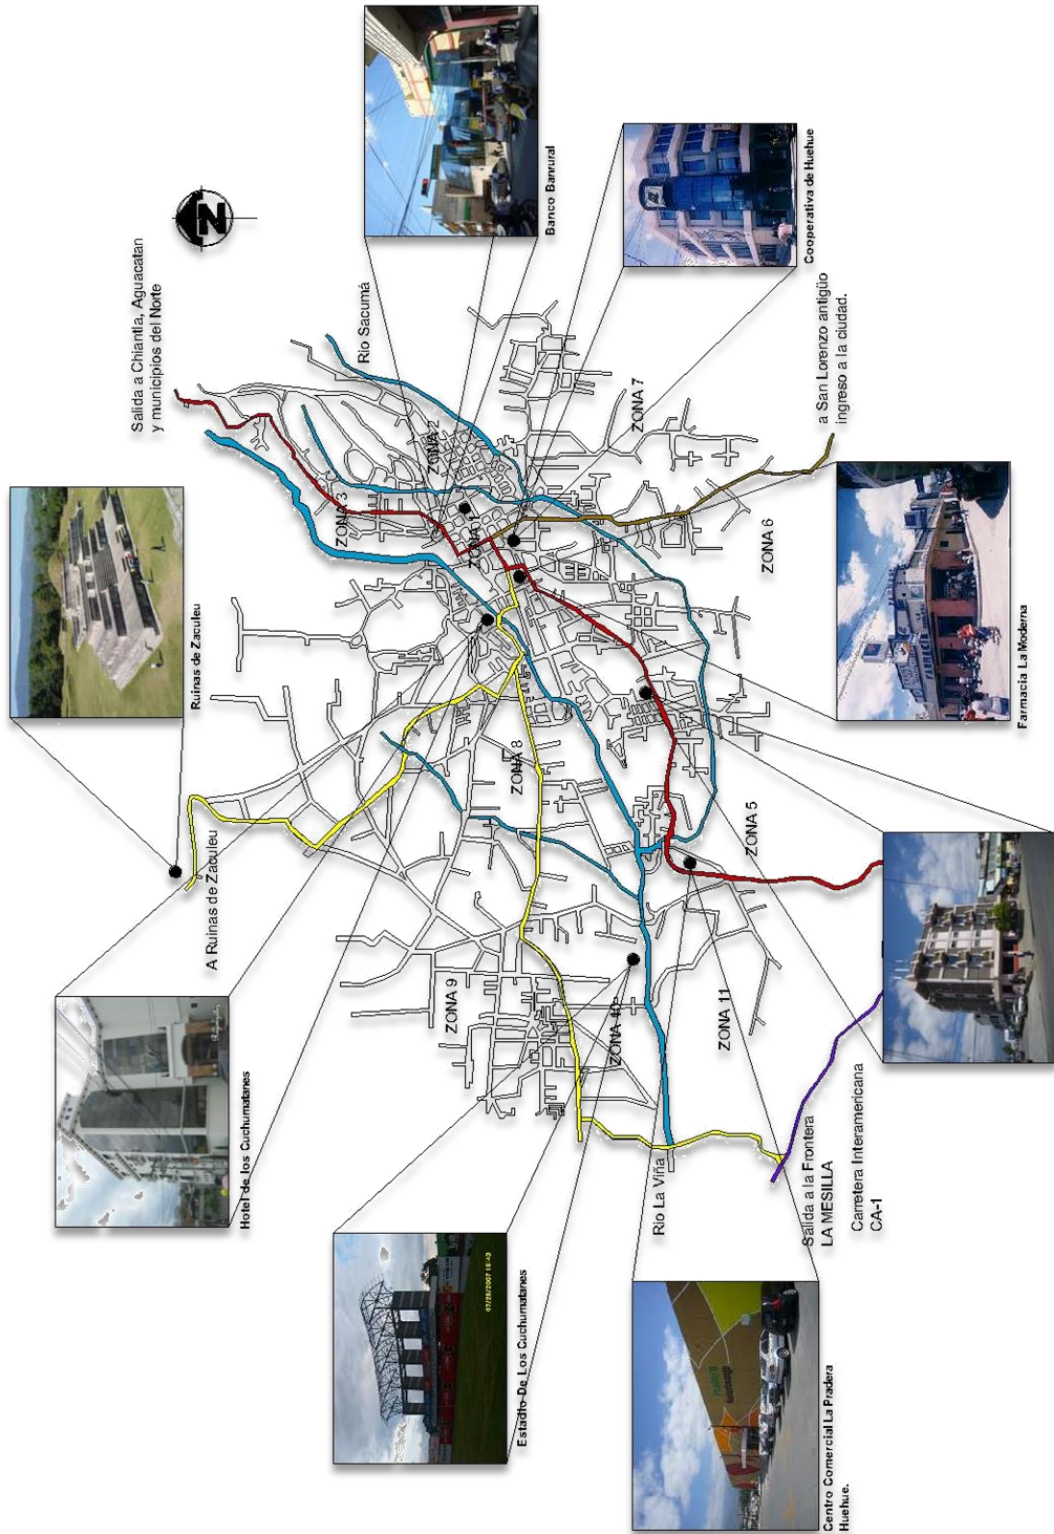 Ruinas de Zaculeu
Salida a Chiantla, Aguacatan
y municipios del Norte
N
Banco Banrural
Rio Sacumá
Cooperativa de Huehue
A Ruinas de Zaculeu
Hotel de los Cuchumatanes
ZONA 3
ZONA 2
ZONA 1
ZONA 7
ZONA 8
ZONA 9
ZONA 6
ZONA 5
ZONA 4
ZONA 11
a San Lorenzo antigüo
ingreso a la ciudad.
Farmacia La Moderna
Estadio De Los Cuchumatanes
Rio La Viña
Salida a la Frontera
LA MESILLA
Carretera Interamericana
CA-1
Centro Comercial La Pradera
Huehue.